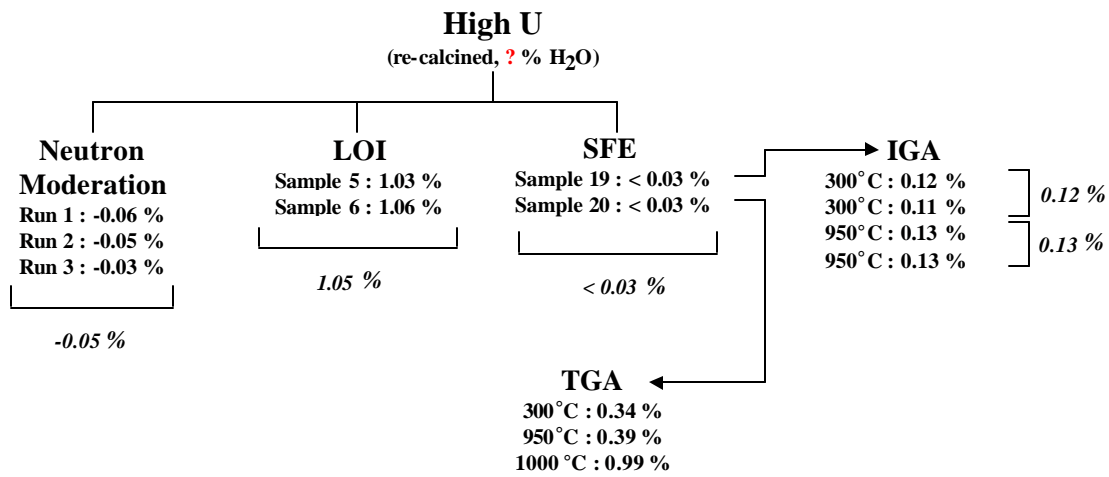 High U
(re-calcined, ? % H2O)
Neutron
Moderation
Run 1 : -0.06 %
Run 2 : -0.05 %
Run 3 : -0.03 %
-0.05 %
LOI
Sample 5 : 1.03 %
Sample 6 : 1.06 %
1.05 %
SFE
Sample 19 : < 0.03 %
Sample 20 : < 0.03 %
< 0.03 %
IGA
300°C : 0.12 %
300°C : 0.11 %
950°C : 0.13 %
950°C : 0.13 %
0.12 %
0.13 %
TGA
300°C : 0.34 %
950°C : 0.39 %
1000 °C : 0.99 %